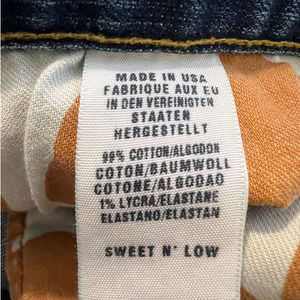 MADE IN USA
FABRIQUE AUX EU
IN DEN VEREINIGTEN
STAATEN
HERGESTELLT
99% COTTON/ALGODON
COTON/BAUMWOLL
COTONE/ALGODAO
1% LYCRA/ELASTANE
ELASTANO/ELASTAN
SWEET N' LOW